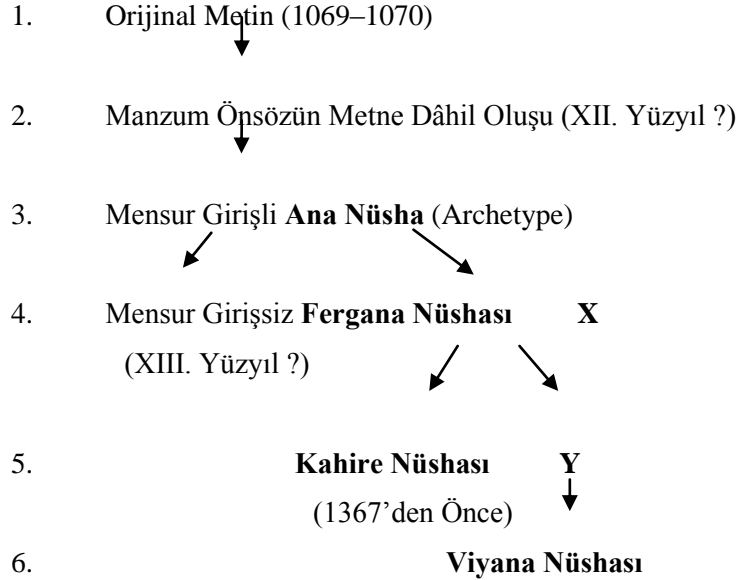 1. Orijinal Metin (1069–1070)
2. Manzum Önsözün Metne Dâhil Oluşu (XII. Yüzyıl ?)
3. Mensur Girişli Ana Nüsha (Archetype)
4. Mensur Girişsiz Fergana Nüshası X
(XIII. Yüzyıl ?)
5. Kahire Nüshası Y
(1367’den Önce)
6. Viyana Nüshası